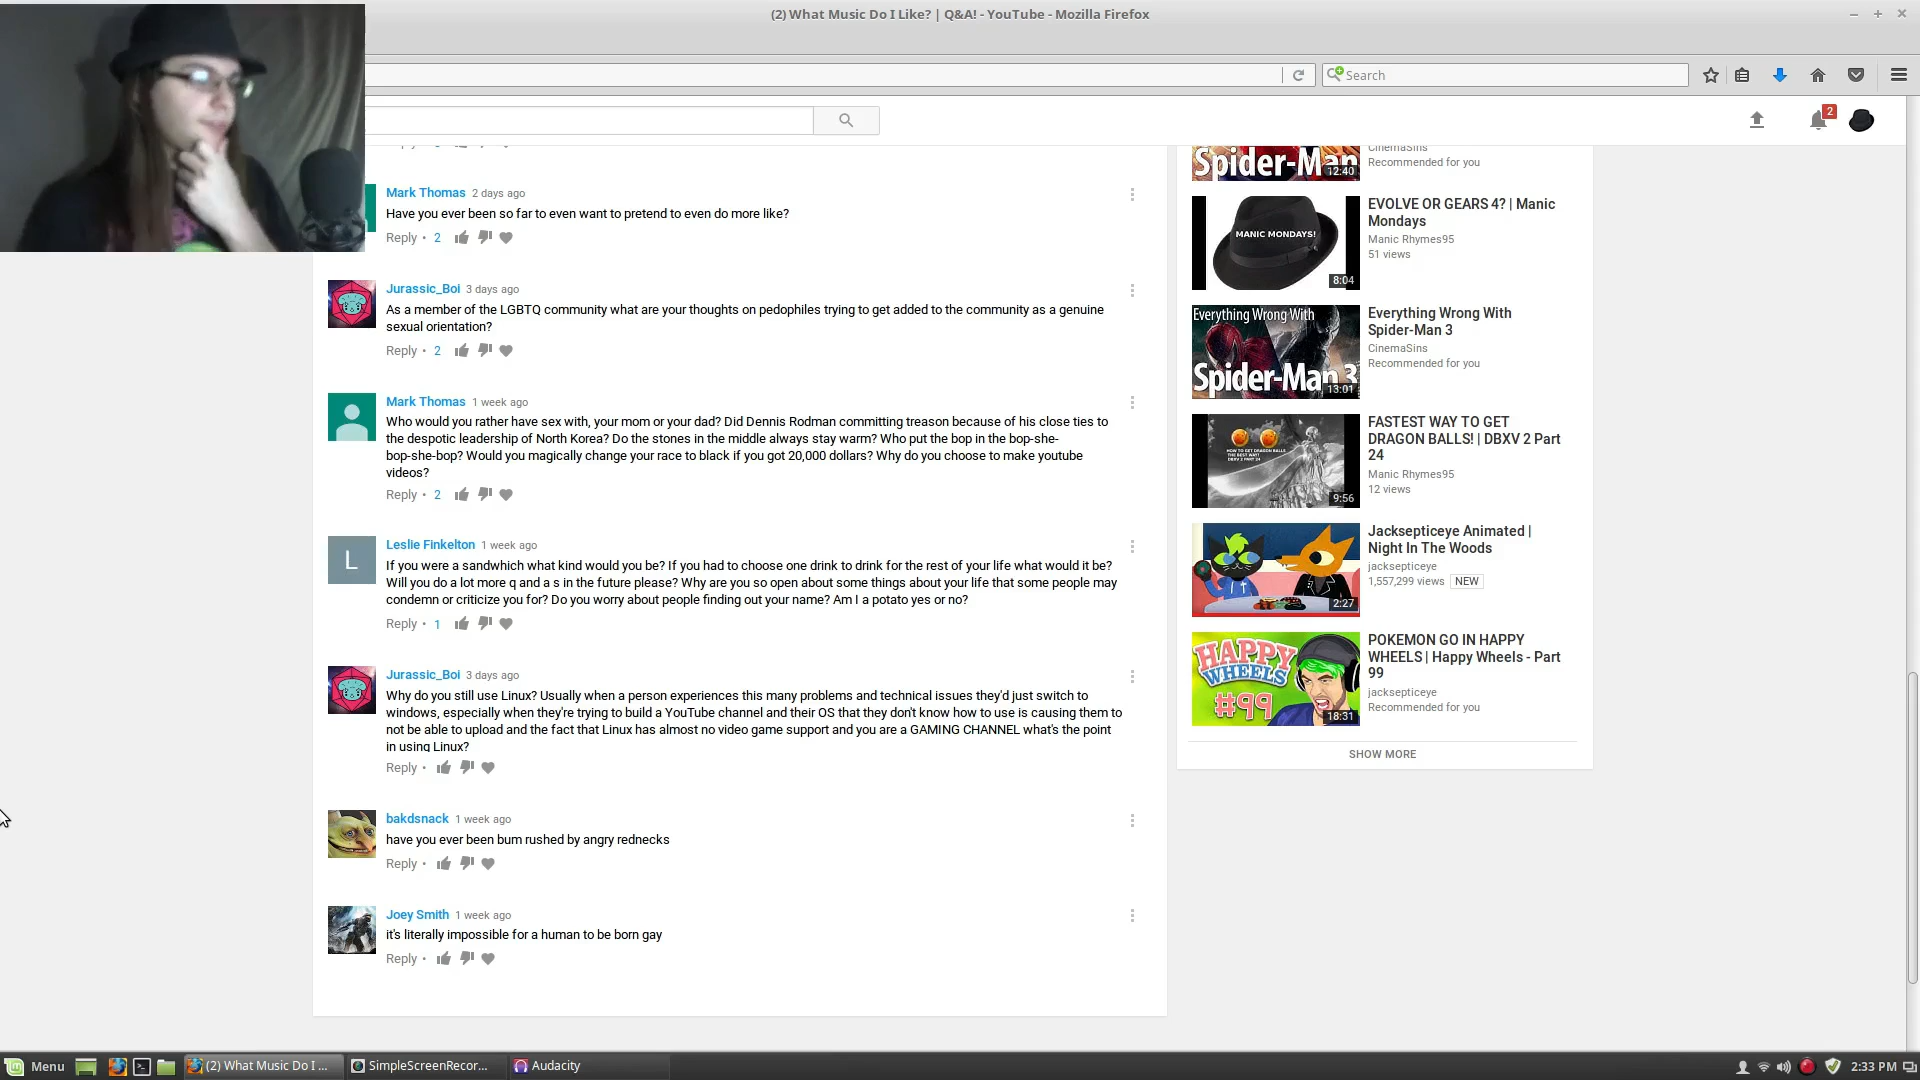 (2) What Music Do I Like? | Q&A! - YouTube - Mozilla Firefox
Search
2
Mark Thomas 2 days ago
Have you ever been so far to even want to pretend to even do more like?
Reply • 2
Jurassic_Boi 3 days ago
As a member of the LGBTQ community what are your thoughts on pedophiles trying to get added to the community as a genuine
sexual orientation?
Reply • 2
Mark Thomas 1 week ago
Who would you rather have sex with, your mom or your dad? Did Dennis Rodman committing treason because of his close ties to
the despotic leadership of North Korea? Do the stones in the middle always stay warm? Who put the bop in the bop-she-
bop-she-bop? Would you magically change your race to black if you got 20,000 dollars? Why do you choose to make youtube
videos?
Reply • 2
L
Leslie Finkelton 1 week ago
If you were a sandwhich what kind would you be? If you had to choose one drink to drink for the rest of your life what would it be?
Will you do a lot more q and a s in the future please? Why are you so open about some things about your life that some people may
condemn or criticize you for? Do you worry about people finding out your name? Am I a potato yes or no?
Reply • 1
Jurassic_Boi 3 days ago
Why do you still use Linux? Usually when a person experiences this many problems and technical issues they'd just switch to
windows, especially when they're trying to build a YouTube channel and their OS that they don't know how to use is causing them to
not be able to upload and the fact that Linux has almost no video game support and you are a GAMING CHANNEL what's the point
in using Linux?
Reply •
bakdsnack 1 week ago
have you ever been bum rushed by angry rednecks
Reply •
Joey Smith 1 week ago
it's literally impossible for a human to be born gay
Reply •
Spider-Man
12:40
CinemaSins
Recommended for you
MANIC MONDAYS!
8:04
EVOLVE OR GEARS 4? | Manic
Mondays
Manic Rhymes95
51 views
Everything Wrong With
Spider-Man 3
13:01
Everything Wrong With
Spider-Man 3
CinemaSins
Recommended for you
HOW TO GET DRAGON BALLS
THE BEST WAY!
DBXV 2 PART 24
9:56
FASTEST WAY TO GET
DRAGON BALLS! | DBXV 2 Part
24
Manic Rhymes95
12 views
2:27
Jacksepticeye Animated |
Night In The Woods
jacksepticeye
1,557,299 views NEW
HAPPY
WHEELS
#99
18:31
POKEMON GO IN HAPPY
WHEELS | Happy Wheels - Part
99
jacksepticeye
Recommended for you
SHOW MORE
Menu
(2) What Music Do I ...
SimpleScreenRecor...
Audacity
2:33 PM